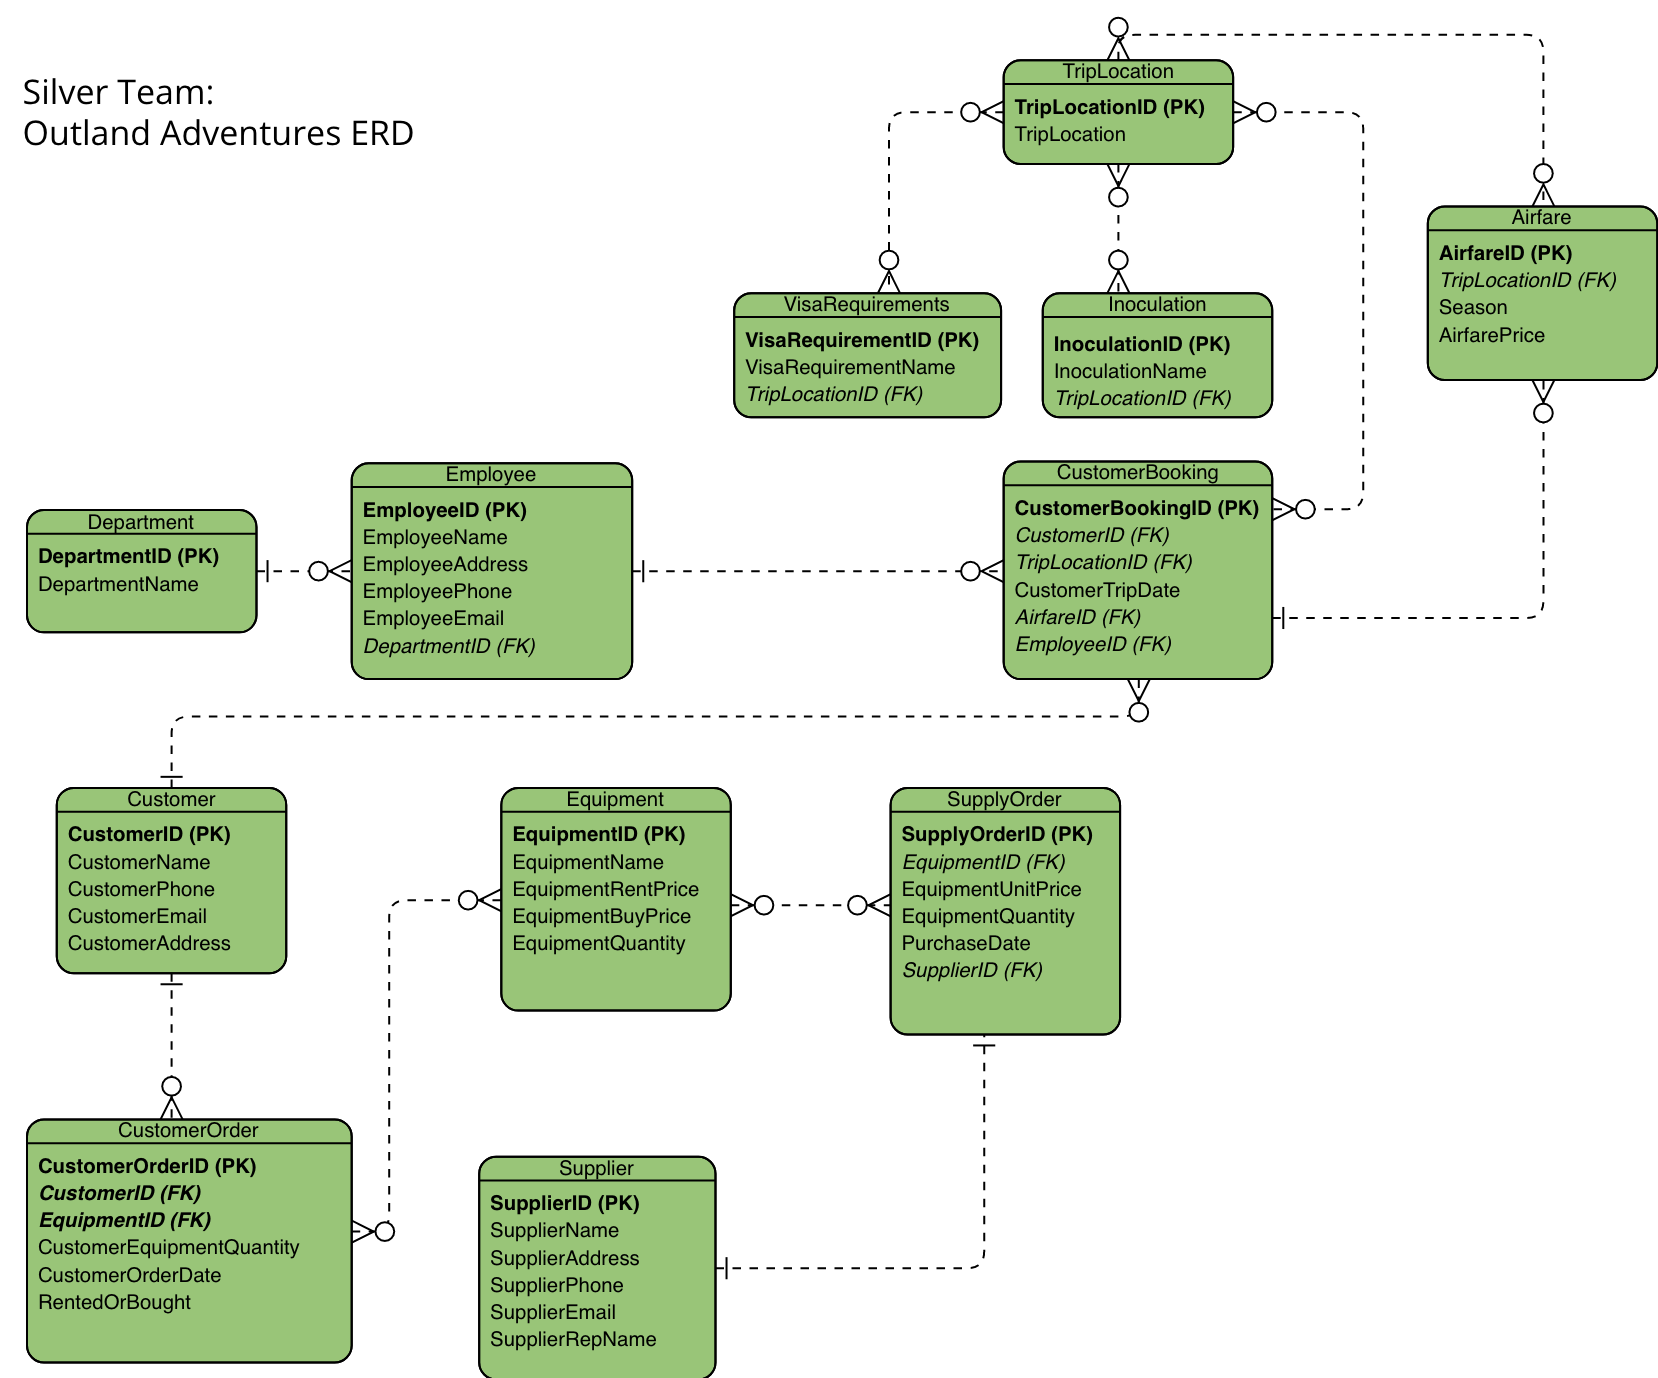 Silver Team:
Outland Adventures ERD
TripLocation
TripLocationID (PK)
TripLocation
Airfare
AirfareID (PK)
TripLocationID (FK)
Season
AirfarePrice
VisaRequirements
VisaRequirementID (PK)
VisaRequirementName
TripLocationID (FK)
Inoculation
InoculationID (PK)
InoculationName
TripLocationID (FK)
Department
DepartmentID (PK)
DepartmentName
Employee
EmployeeID (PK)
EmployeeName
EmployeeAddress
EmployeePhone
EmployeeEmail
DepartmentID (FK)
CustomerBooking
CustomerBookingID (PK)
CustomerID (FK)
TripLocationID (FK)
CustomerTripDate
AirfareID (FK)
EmployeeID (FK)
Customer
CustomerID (PK)
CustomerName
CustomerPhone
CustomerEmail
CustomerAddress
Equipment
EquipmentID (PK)
EquipmentName
EquipmentRentPrice
EquipmentBuyPrice
EquipmentQuantity
SupplyOrder
SupplyOrderID (PK)
EquipmentID (FK)
EquipmentUnitPrice
EquipmentQuantity
PurchaseDate
SupplierID (FK)
CustomerOrder
CustomerOrderID (PK)
CustomerID (FK)
EquipmentID (FK)
CustomerEquipmentQuantity
CustomerOrderDate
RentedOrBought
Supplier
SupplierID (PK)
SupplierName
SupplierAddress
SupplierPhone
SupplierEmail
SupplierRepName